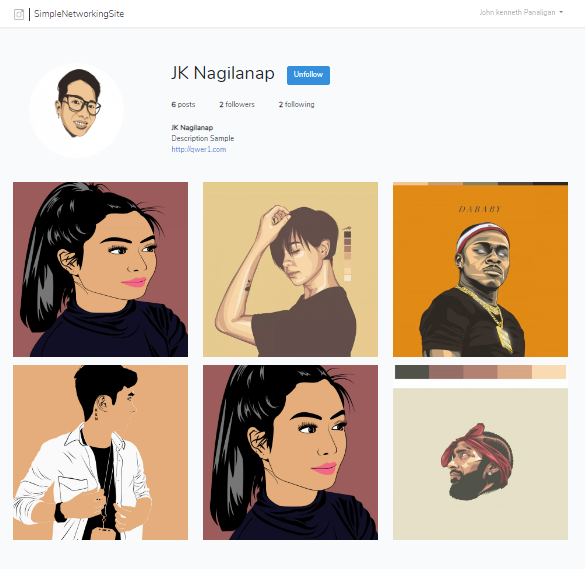 SimpleNetworkingSite
John kenneth Panaligan
JK Nagilanap Unfollow
6 posts 2 followers 2 following
JK Nagilanap
Description Sample
http://qwer1.com
DABABY